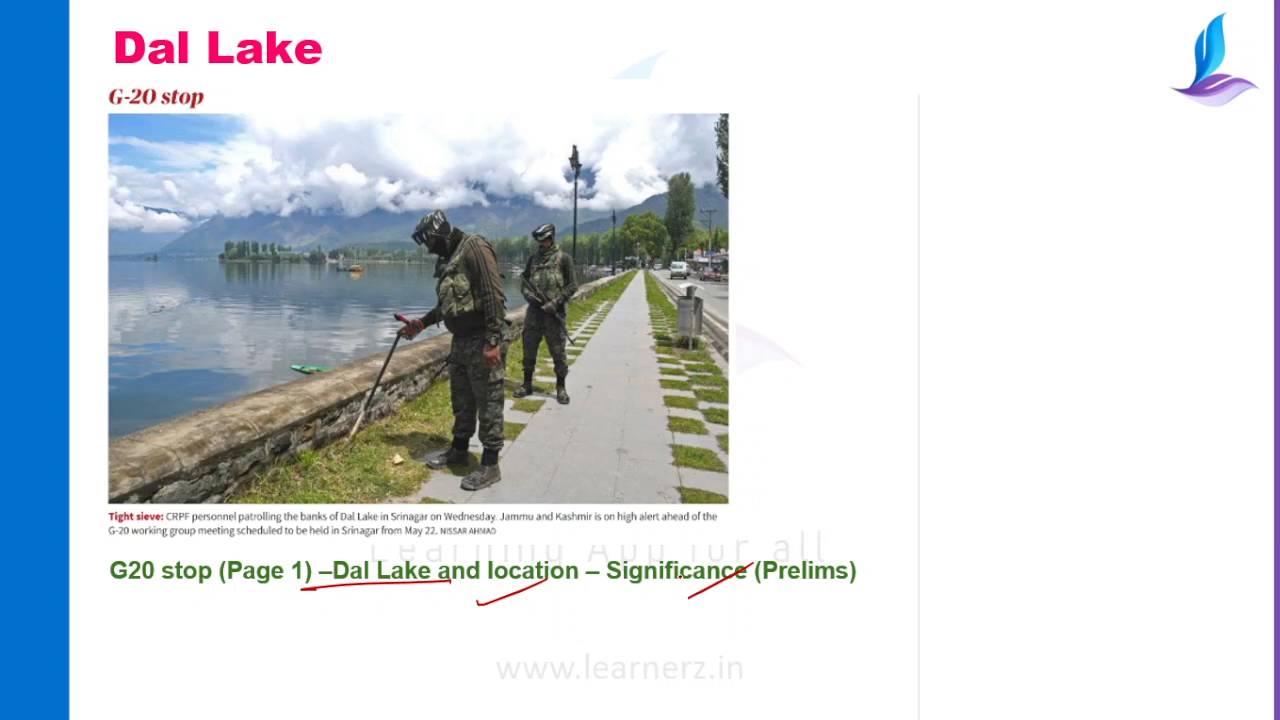 Dal Lake
G-20 stop
Tight sieve: CRPF personnel patrolling the banks of Dal Lake in Srinagar on Wednesday. Jammu and Kashmir is on high alert ahead of the
G-20 working group meeting scheduled to be held in Srinagar from May 22. NISSAR AHMAD
Learning App for all
G20 stop (Page 1) –Dal Lake and location – Significance (Prelims)
www.learnerz.in